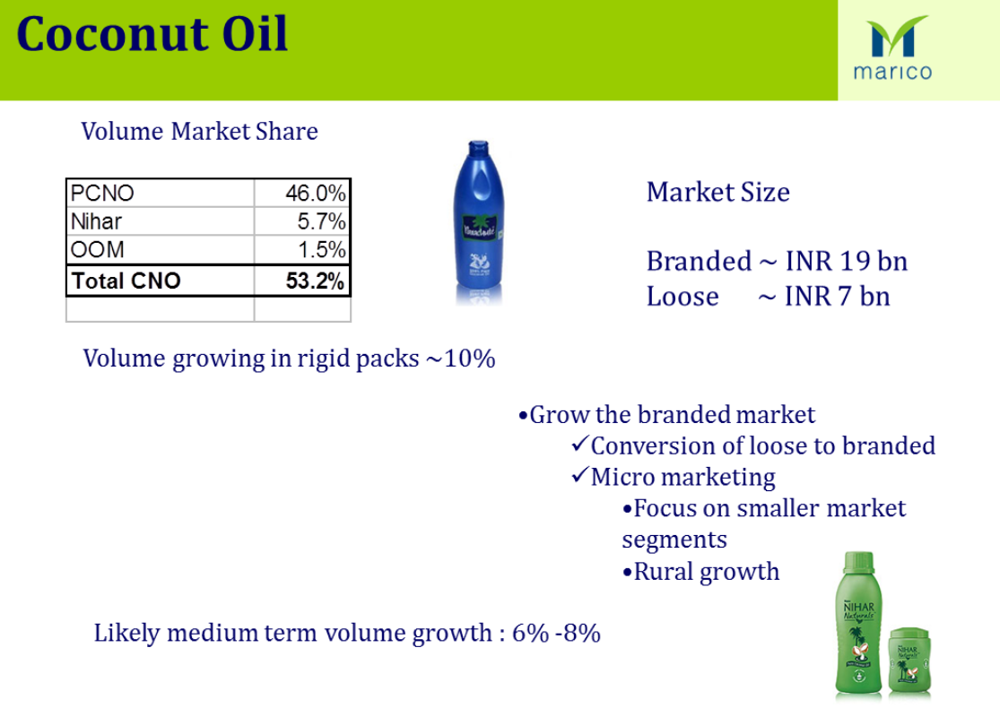 Coconut Oil
marico
Volume Market Share
PCNO 46.0%
Nihar 5.7%
OOM 1.5%
Total CNO 53.2%
Parachute
Market Size
Branded ~ INR 19 bn
Loose ~ INR 7 bn
Volume growing in rigid packs ~10%
•Grow the branded market
✓Conversion of loose to branded
✓Micro marketing
•Focus on smaller market
segments
•Rural growth
NIHAR
Naturals
NIHAR
Naturals
Likely medium term volume growth : 6% -8%